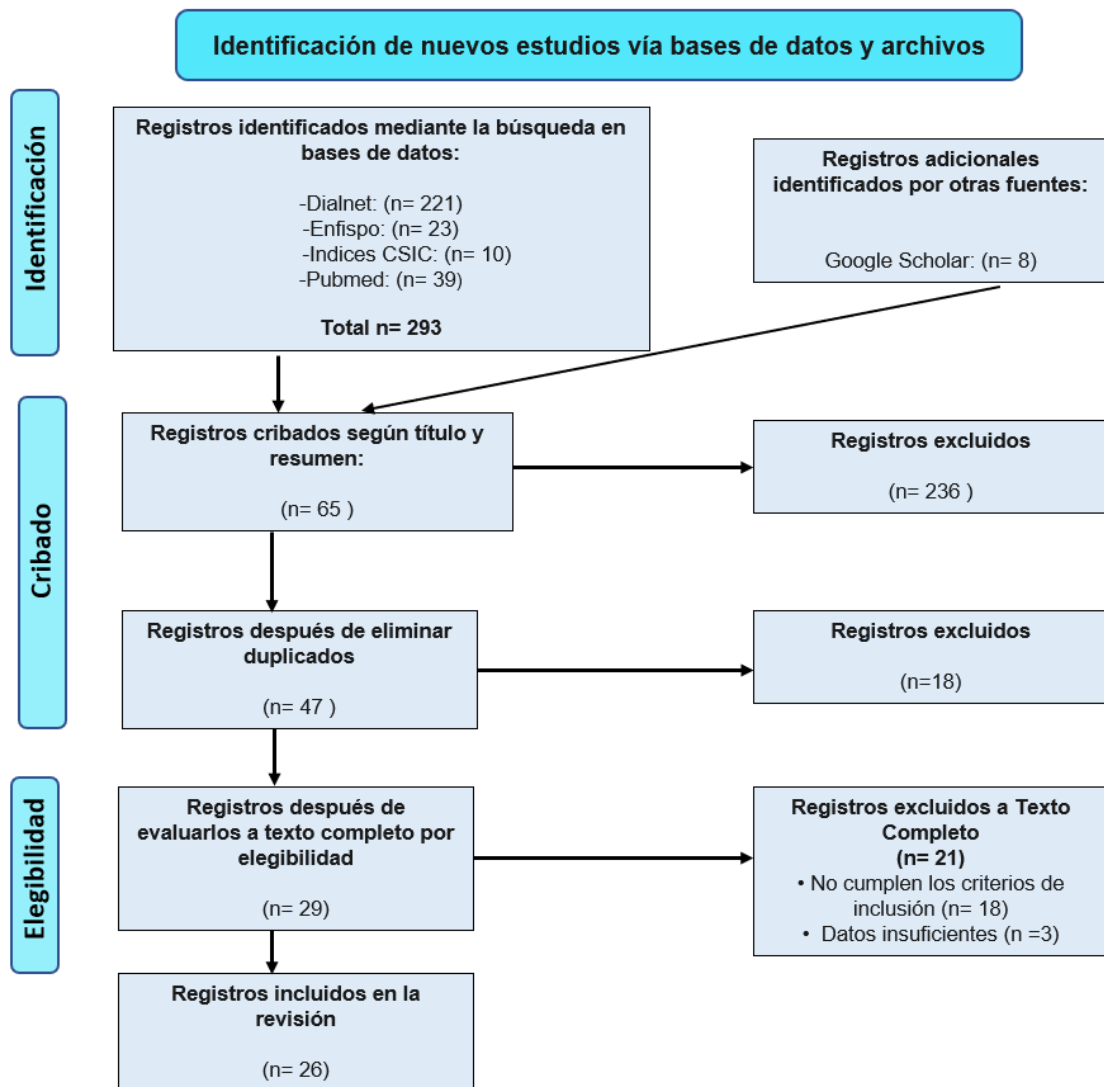 Identificación de nuevos estudios vía bases de datos y archivos
Identificación
Registros identificados mediante la búsqueda en
bases de datos:
-Dialnet: (n= 221)
-Enfispo: (n= 23)
-Indices CSIC: (n= 10)
-Pubmed: (n= 39)
Total n= 293
Registros adicionales
identificados por otras fuentes:
Google Scholar: (n= 8)
Cribado
Registros cribados según título y
resumen:
(n= 65 )
Registros excluidos
(n= 236 )
Registros después de eliminar
duplicados
(n= 47 )
Registros excluidos
(n=18)
Elegibilidad
Registros después de
evaluarlos a texto completo por
elegibilidad
(n= 29)
Registros excluidos a Texto
Completo
(n= 21)
• No cumplen los criterios de
inclusión (n= 18)
• Datos insuficientes (n =3)
Registros incluidos en la
revisión
(n= 26)